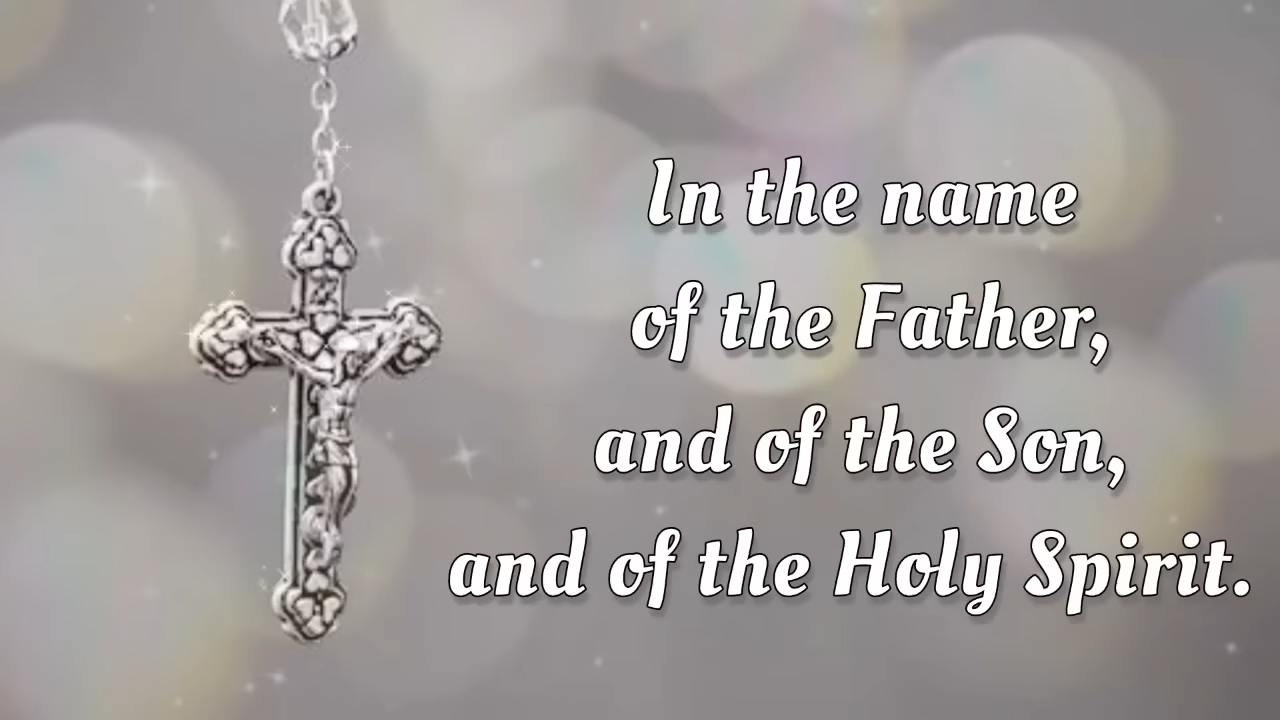 In the name
of the Father,
and of the Son,
and of the Holy Spirit.